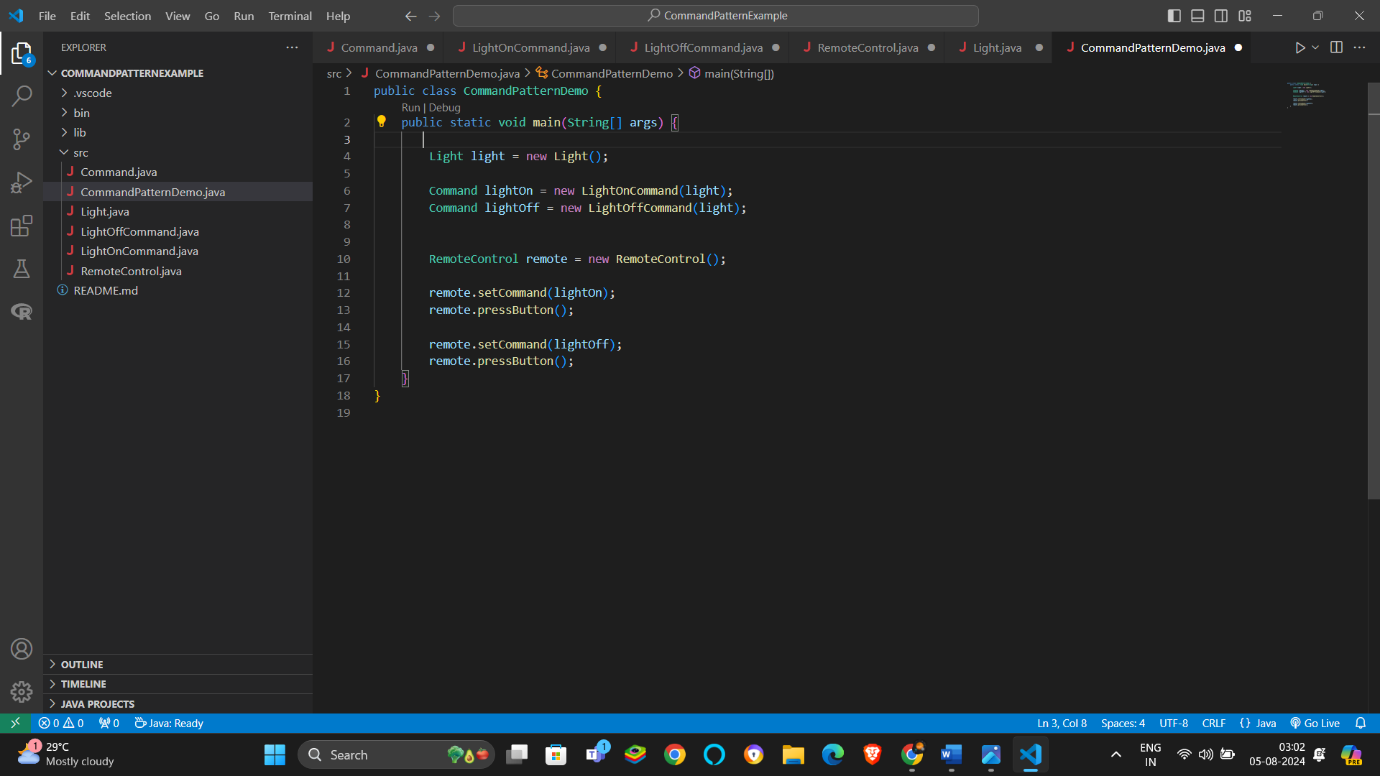 File Edit Selection View Go Run Terminal Help
CommandPatternExample
6
EXPLORER
COMMANDPATTERNEXAMPLE
.vscode
bin
lib
src
Command.java
CommandPatternDemo.java
Light.java
LightOffCommand.java
LightOnCommand.java
RemoteControl.java
README.md
OUTLINE
TIMELINE
JAVA PROJECTS
Command.java LightOnCommand.java LightOffCommand.java RemoteControl.java Light.java CommandPatternDemo.java
src > CommandPatternDemo.java > CommandPatternDemo > main(String[])
1 public class CommandPatternDemo {
Run | Debug
2 public static void main(String[] args) {
3
4 Light light = new Light();
5
6 Command lightOn = new LightOnCommand(light);
7 Command lightOff = new LightOffCommand(light);
8
9
10 RemoteControl remote = new RemoteControl();
11
12 remote.setCommand(lightOn);
13 remote.pressButton();
14
15 remote.setCommand(lightOff);
16 remote.pressButton();
17 }
18 }
19
0 0 0 Java: Ready Ln 3, Col 8 Spaces: 4 UTF-8 CRLF {} Java Go Live
1
29°C
Mostly cloudy
Search
1
ENG
IN
03:02
05-08-2024
PRE